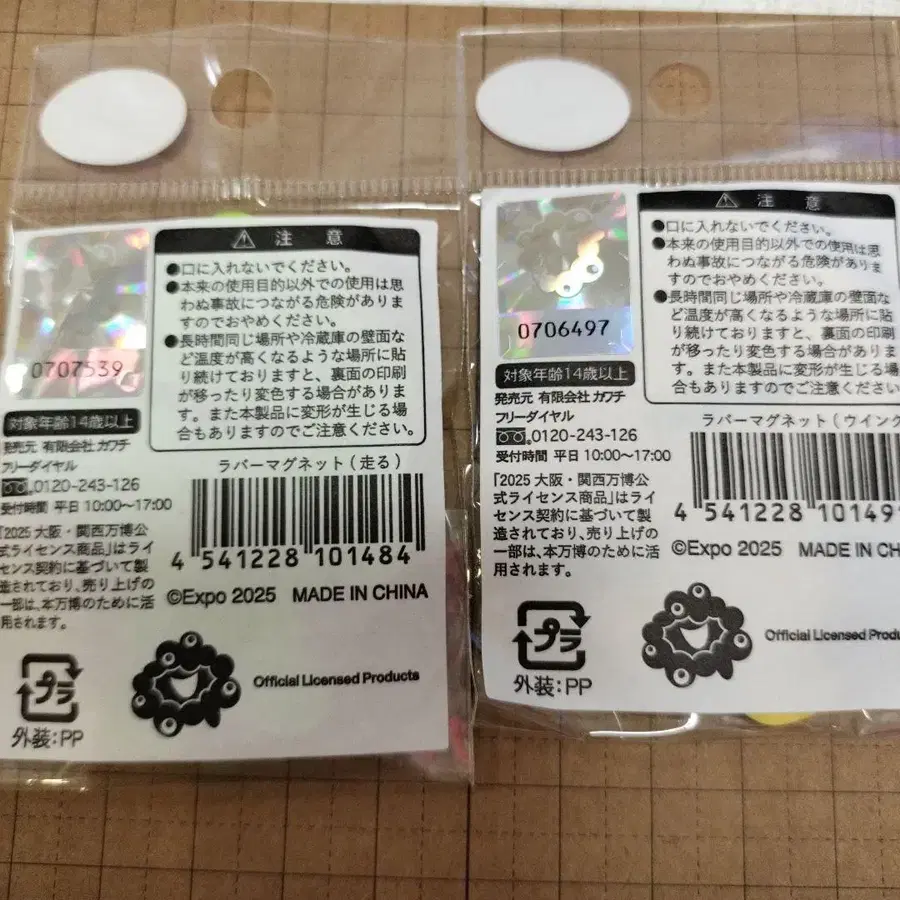 ⚠ 注意
●口に入れないでください。
●本来の使用目的以外での使用は思
わぬ事故につながる危険がありま
すのでおやめください。
●長時間同じ場所や冷蔵庫の壁面な
ど温度が高くなるような場所に貼
り続けておりますと、裏面の印刷
が移ったり変色する場合がありま
す。また本製品に変形が生じる場
合もありますのでご注意ください。
0707539
対象年齢14歳以上
発売元 有限会社 カワチ
フリーダイヤル
0120-243-126
受付時間 平日 10:00〜17:00
「2025 大阪・関西万博公
式ライセンス商品」はライ
センス契約に基づいて製
造されており、売り上げの
一部は、本万博のために活
用されます。
ラバーマグネット(走る)
4 541228 101484
©Expo 2025 MADE IN CHINA
プラ
外装:PP
Official Licensed Products
⚠ 注意
●口に入れないでください。
●本来の使用目的以外での使用は思
わぬ事故につながる危険がありま
すのでおやめください。
●長時間同じ場所や冷蔵庫の壁面な
ど温度が高くなるような場所に貼
り続けておりますと、裏面の印刷
が移ったり変色する場合がありま
す。また本製品に変形が生じる場
合もありますのでご注意ください
0706497
対象年齢14歳以上
発売元 有限会社 カワチ
フリーダイヤル
0120-243-126
受付時間 平日 10:00〜17:00
「2025 大阪・関西万博公
式ライセンス商品」はライ
センス契約に基づいて製
造されており、売り上げの
一部は、本万博のために活
用されます。
ラバーマグネット(ウインク
4 541228 10149
©Expo 2025 MADE IN CH
プラ
外装:PP
Official Licensed Produ